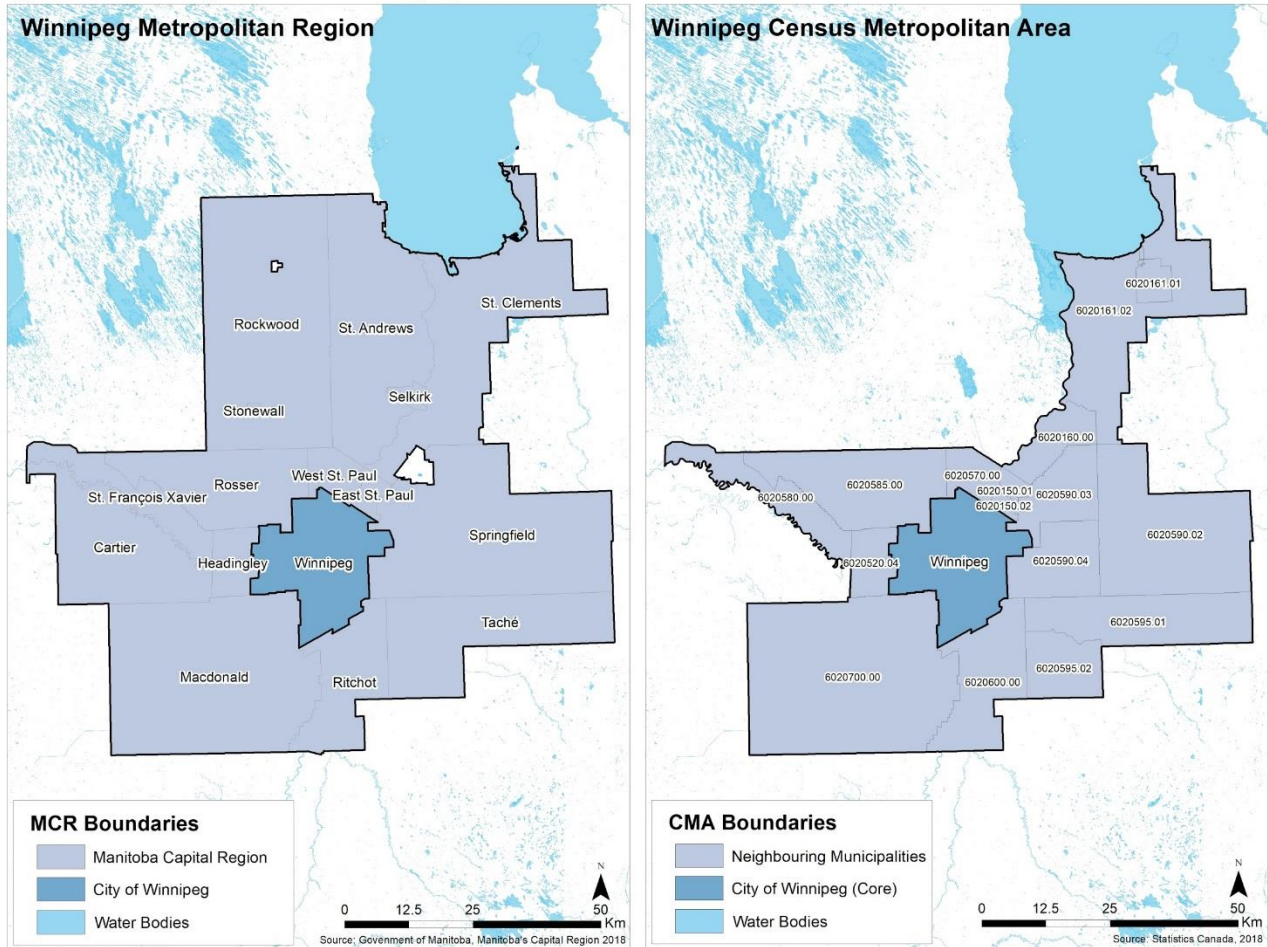 Winnipeg Metropolitan Region
St. Clements
Rockwood
St. Andrews
Selkirk
Stonewall
West St. Paul
Rosser
St. François Xavier
East St. Paul
Springfield
Cartier
Headingley
Winnipeg
Taché
Macdonald
Ritchot
MCR Boundaries
Manitoba Capital Region
City of Winnipeg
Water Bodies
N
0 12.5 25 50
Km
Source: Govenment of Manitoba, Manitoba's Capital Region 2018
Winnipeg Census Metropolitan Area
6020161.01
6020161.02
6020160.00
6020570.00
6020585.00
6020580.00
6020150.01
6020590.03
6020150.02
6020590.02
6020520.04
Winnipeg
6020590.04
6020595.01
6020595.02
6020700.00
6020600.00
CMA Boundaries
Neighbouring Municipalities
City of Winnipeg (Core)
Water Bodies
N
0 12.5 25 50
Km
Source: Statistics Canada, 2018